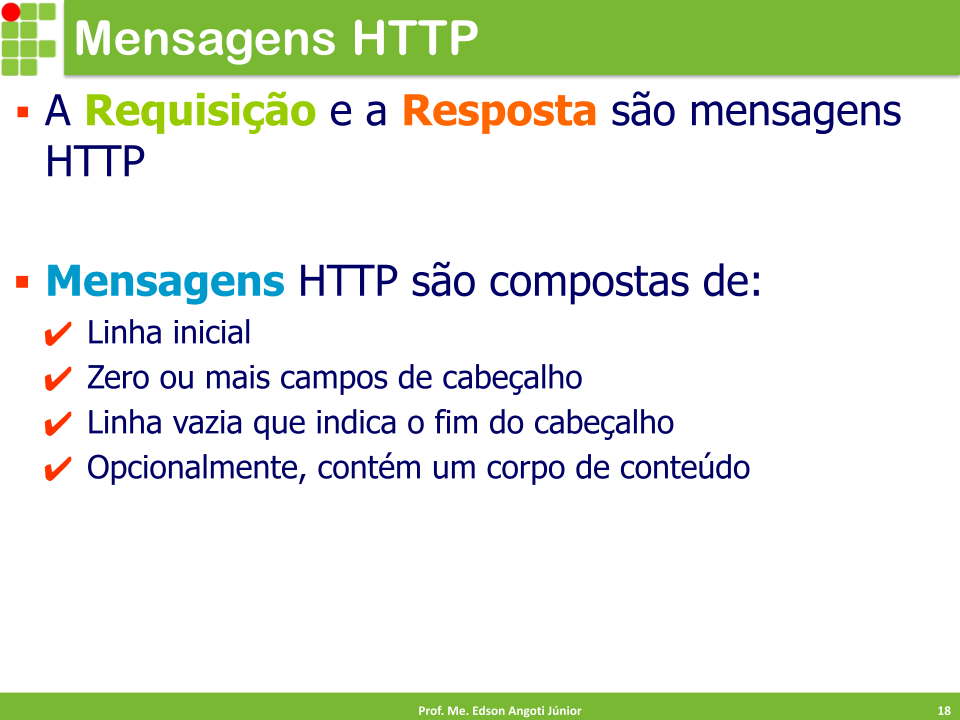 Mensagens HTTP
▪ A Requisição e a Resposta são mensagens
HTTP
▪ Mensagens HTTP são compostas de:
✔ Linha inicial
✔ Zero ou mais campos de cabeçalho
✔ Linha vazia que indica o fim do cabeçalho
✔ Opcionalmente, contém um corpo de conteúdo
Prof. Me. Edson Angoti Júnior
18